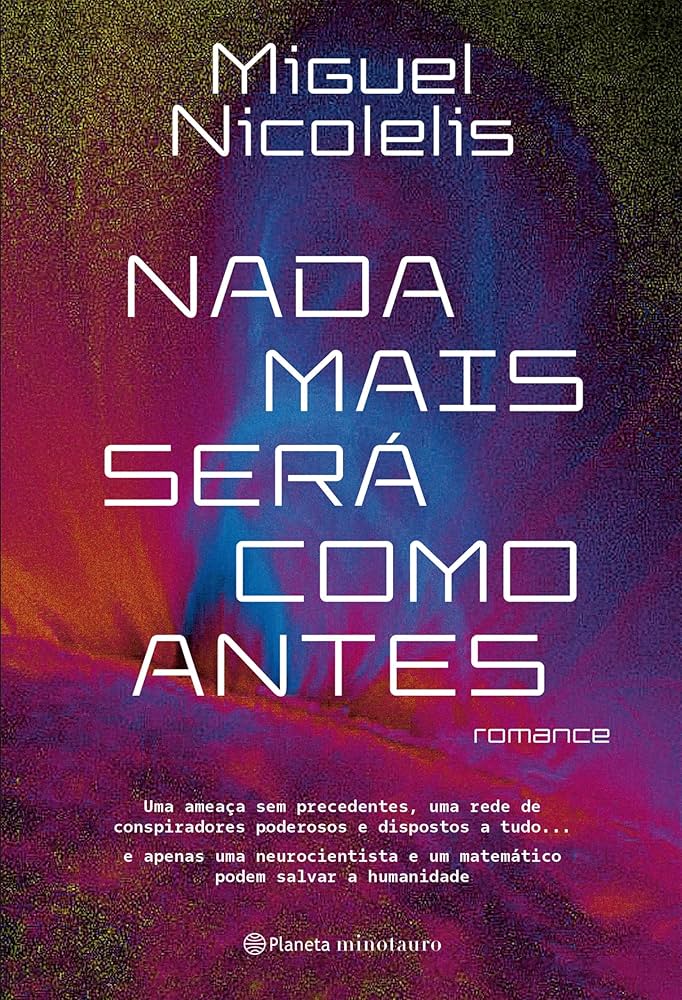 Miguel
Nicolelis
NADA
MAIS
SERÁ
COMO
ANTES
romance
Uma ameaça sem precedentes, uma rede de
conspiradores poderosos e dispostos a tudo...
e apenas uma neurocientista e um matemático
podem salvar a humanidade
Planeta minotauro